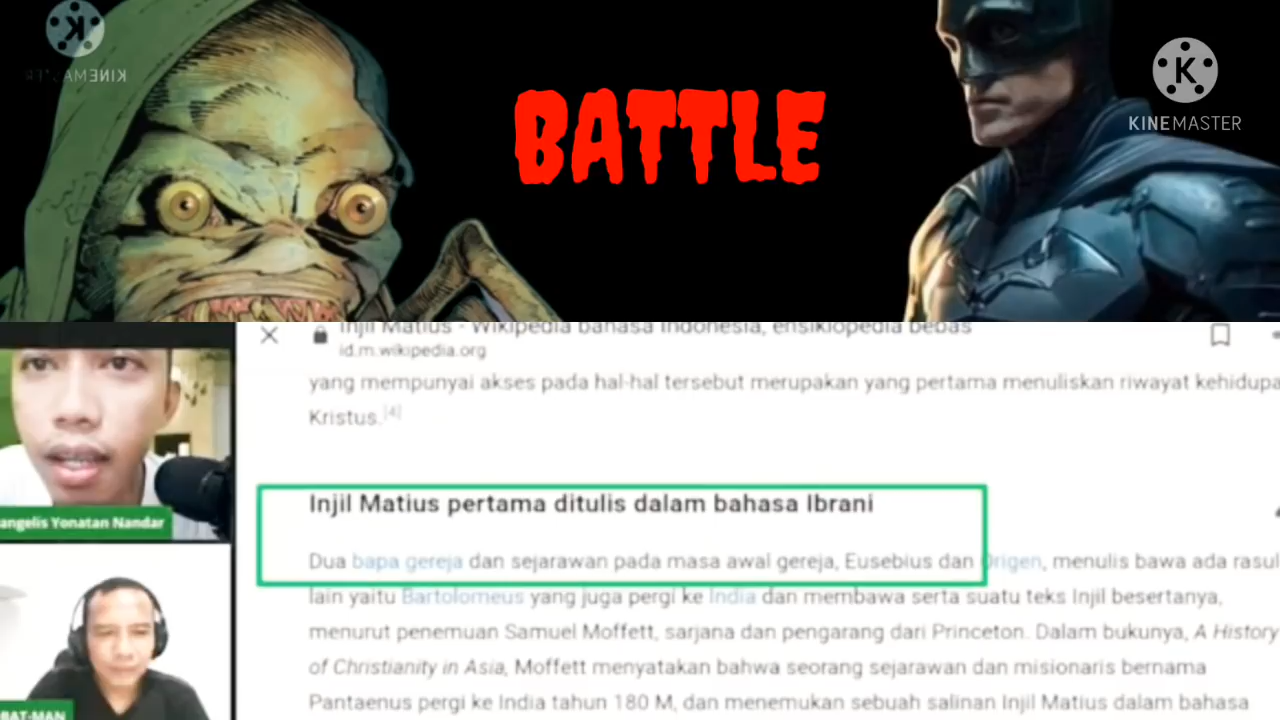 KINEMASTER
BATTLE
KINEMASTER
Injil Matius - Wikipedia bahasa Indonesia, ensiklopedia bebas
id.m.wikipedia.org
yang mempunyai akses pada hal-hal tersebut merupakan yang pertama menuliskan riwayat kehidupa
Kristus.[4]
Injil Matius pertama ditulis dalam bahasa Ibrani
Dua bapa gereja dan sejarawan pada masa awal gereja, Eusebius dan Origen, menulis bawa ada rasul
lain yaitu Bartolomeus yang juga pergi ke India dan membawa serta suatu teks Injil besertanya,
menurut penemuan Samuel Moffett, sarjana dan pengarang dari Princeton. Dalam bukunya, A History
of Christianity in Asia, Moffett menyatakan bahwa seorang sejarawan dan misionaris bernama
Pantaenus pergi ke India tahun 180 M, dan menemukan sebuah salinan Injil Matius dalam bahasa
angelis Yonatan Nandar
BAT-MAN